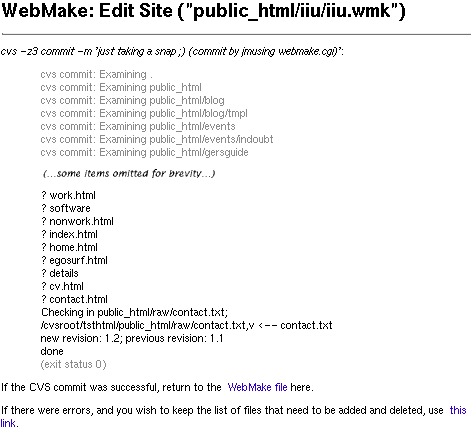 WebMake: Edit Site ("public_html/iiu/iiu.wmk")
cvs -z3 commit -m 'just taking a snap ;) (commit by jmusing webmake.cgi)':
cvs commit: Examining .
cvs commit: Examining public_html
cvs commit: Examining public_html/blog
cvs commit: Examining public_html/blog/tmpl
cvs commit: Examining public_html/events
cvs commit: Examining public_html/events/indoubt
cvs commit: Examining public_html/gersguide
(...some items omitted for brevity...)
? work.html
? software
? nonwork.html
? index.html
? home.html
? egosurf.html
? details
? cv.html
? contact.html
Checking in public_html/raw/contact.txt;
/cvsroot/tsthtml/public_html/raw/contact.txt,v <-- contact.txt
new revision: 1.2; previous revision: 1.1
done
(exit status 0)
If the CVS commit was successful, return to the WebMake file here.
If there were errors, and you wish to keep the list of files that need to be added and deleted, use this
link.